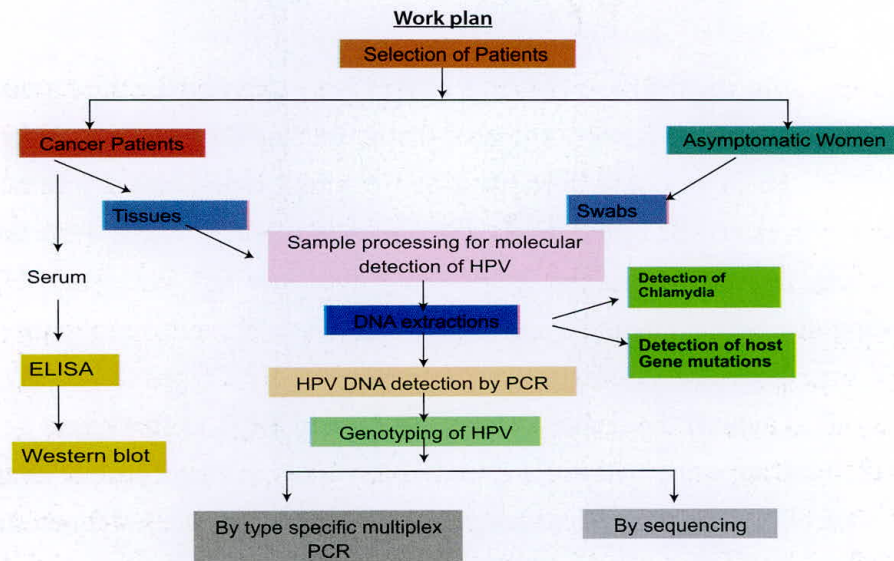 Work plan
Selection of Patients
Cancer Patients
Asymptomatic Women
Tissues
Swabs
Sample processing for molecular
detection of HPV
Serum
Detection of
Chlamydia
DNA extractions
Detection of host
Gene mutations
ELISA
HPV DNA detection by PCR
Genotyping of HPV
Western blot
By type specific multiplex
PCR
By sequencing